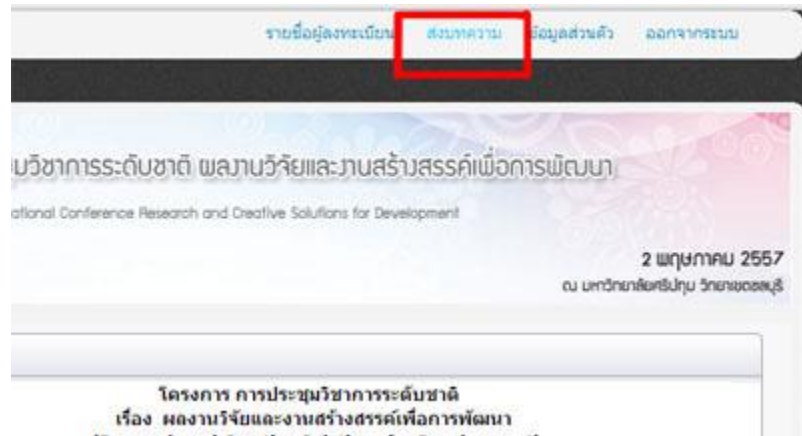 รายชื่อผู้ลงทะเบียน ส่งบทความ ข้อมูลส่วนตัว ออกจากระบบ
มวิชาการระดับชาติ ผลงานวิจัยและงานสร้างสรรค์เพื่อการพัฒนา
ational Conference Research and Creative Solutions for Development
2 พฤษภาคม 2557
ณ มหาวิทยาลัยศรีปทุม วิทยาเขตชลบุรี
โครงการ การประชุมวิชาการระดับชาติ
เรื่อง ผลงานวิจัยและงานสร้างสรรค์เพื่อการพัฒนา